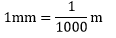 1mm = 1/1000 m